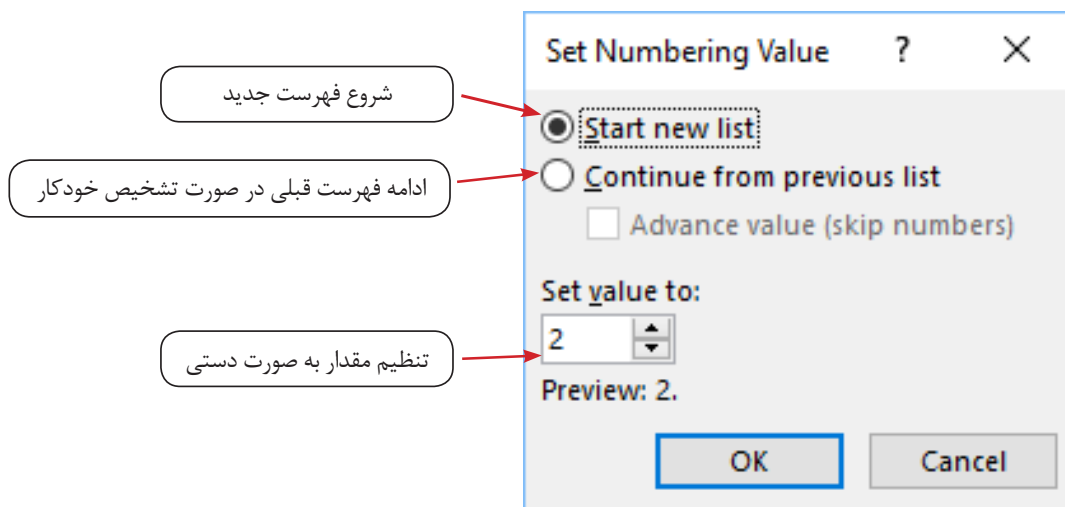 Set Numbering Value ? ×
شروع فهرست جدید
Start new list
ادامه فهرست قبلی در صورت تشخیص خودکار
Continue from previous list
Advance value (skip numbers)
Set value to:
2
تنظیم مقدار به صورت دستی
Preview: 2.
OK Cancel